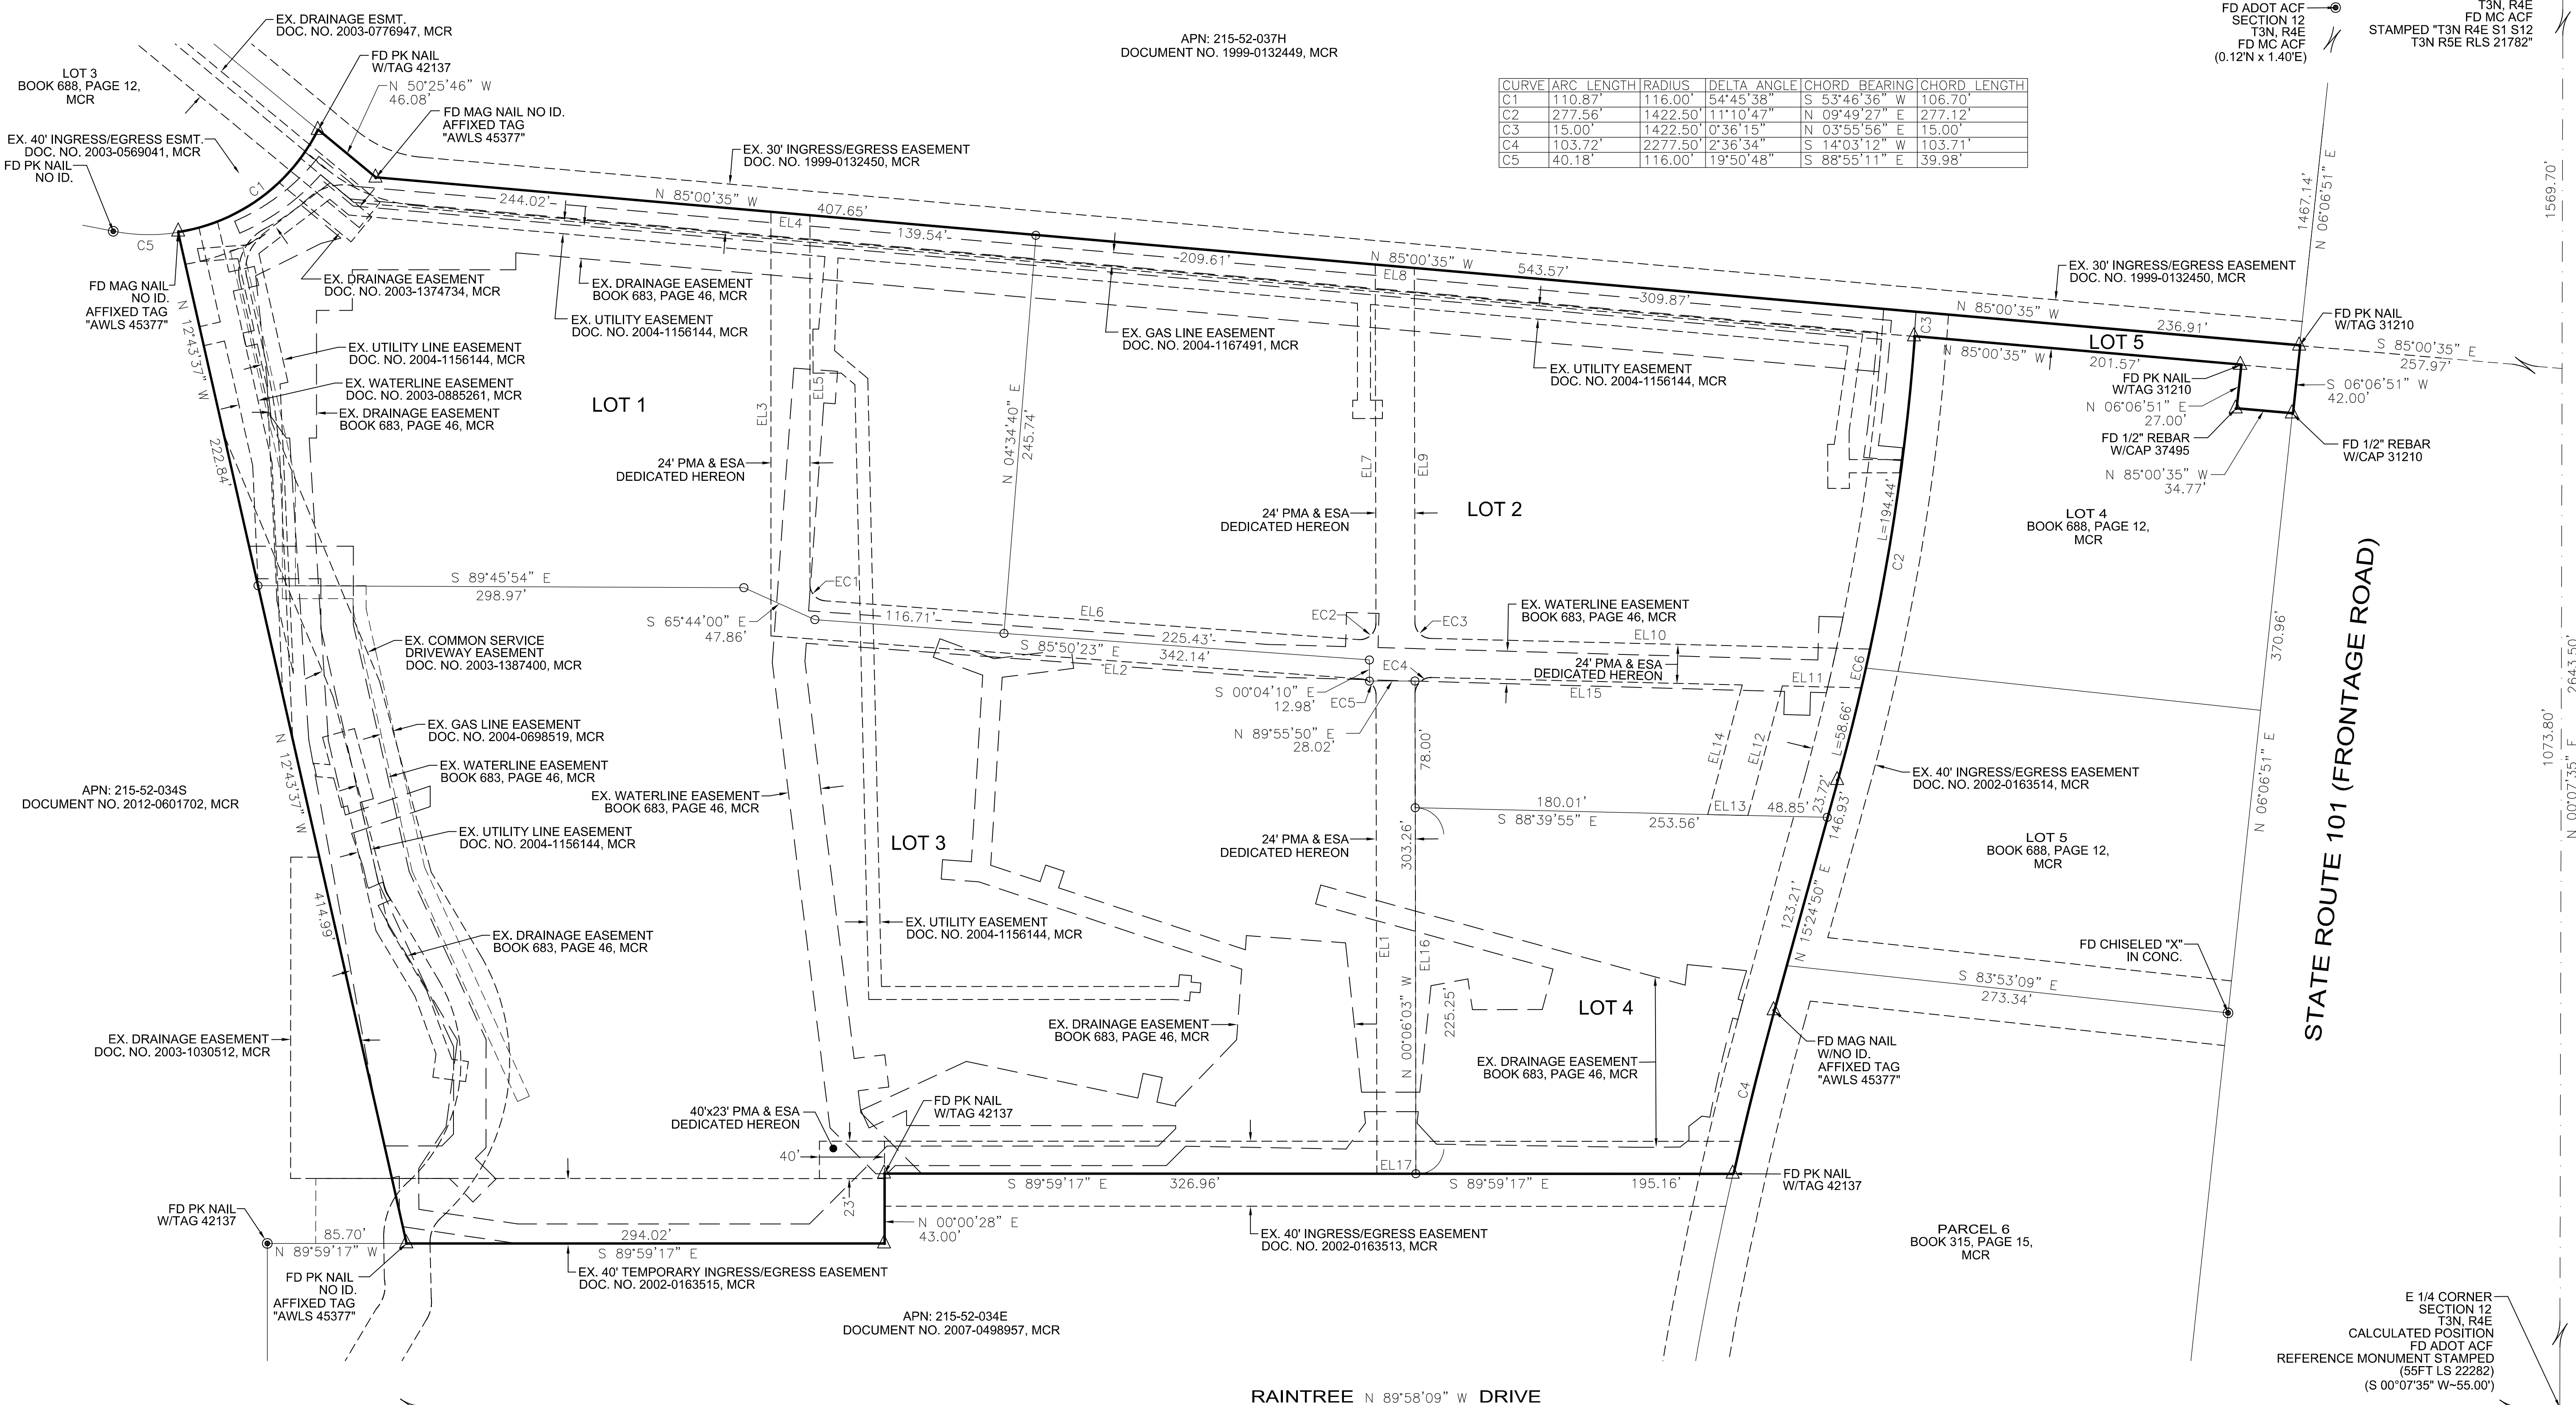 EX. DRAINAGE ESMT.
DOC. NO. 2003-0776947, MCR
FD PK NAIL
W/TAG 42137
N 50°25'46" W
46.08'
FD MAG NAIL NO ID.
AFFIXED TAG
"AWLS 45377"
LOT 3
BOOK 688, PAGE 12,
MCR
EX. 40' INGRESS/EGRESS ESMT.
DOC. NO. 2003-0569041, MCR
FD PK NAIL
NO ID.
C1
C5
APN: 215-52-037H
DOCUMENT NO. 1999-0132449, MCR
FD ADOT ACF
SECTION 12
T3N, R4E
FD MC ACF
(0.12'N x 1.40'E)
T3N, R4E
FD MC ACF
STAMPED "T3N R4E S1 S12
T3N R5E RLS 21782"
CURVE ARC LENGTH RADIUS DELTA ANGLE CHORD BEARING CHORD LENGTH
C1 110.87' 116.00' 54°45'38" S 53°46'36" W 106.70'
C2 277.56' 1422.50' 11°10'47" N 09°49'27" E 277.12'
C3 15.00' 1422.50' 0°36'15" N 03°55'56" E 15.00'
C4 103.72' 2277.50' 2°36'34" S 14°03'12" W 103.71'
C5 40.18' 116.00' 19°50'48" S 88°55'11" E 39.98'
EX. 30' INGRESS/EGRESS EASEMENT
DOC. NO. 1999-0132450, MCR
N 85°00'35" W
407.65'
244.02'
EL4
139.54'
209.61'
N 85°00'35" W
543.57'
EL8
309.87'
EX. 30' INGRESS/EGRESS EASEMENT
DOC. NO. 1999-0132450, MCR
1467.14'
N 06°06'51" E
1569.70'
N 85°00'35" W
236.91'
C3
LOT 5
N 85°00'35" W
201.57'
FD PK NAIL
W/TAG 31210
S 85°00'35" E
257.97'
FD PK NAIL
W/TAG 31210
S 06°06'51" W
42.00'
N 06°06'51" E
27.00'
FD 1/2" REBAR
W/CAP 37495
FD 1/2" REBAR
W/CAP 31210
N 85°00'35" W
34.77'
FD MAG NAIL
NO ID.
AFFIXED TAG
"AWLS 45377"
N 12°43'37" W
222.84'
EX. DRAINAGE EASEMENT
DOC. NO. 2003-1374734, MCR
EX. DRAINAGE EASEMENT
BOOK 683, PAGE 46, MCR
EX. UTILITY EASEMENT
DOC. NO. 2004-1156144, MCR
EX. GAS LINE EASEMENT
DOC. NO. 2004-1167491, MCR
EX. UTILITY EASEMENT
DOC. NO. 2004-1156144, MCR
EX. UTILITY LINE EASEMENT
DOC. NO. 2004-1156144, MCR
EX. WATERLINE EASEMENT
DOC. NO. 2003-0885261, MCR
EX. DRAINAGE EASEMENT
BOOK 683, PAGE 46, MCR
LOT 1
EL3
EL5
24' PMA & ESA
DEDICATED HEREON
N 04°34'40" E
245.74'
EL7
EL9
24' PMA & ESA
DEDICATED HEREON
LOT 2
L=194.44'
C2
LOT 4
BOOK 688, PAGE 12,
MCR
STATE ROUTE 101 (FRONTAGE ROAD)
S 89°45'54" E
298.97'
EC1
S 65°44'00" E
47.86'
116.71'
EL6
225.43'
S 85°50'23" E
342.14'
EL2
EC2
EC3
EX. WATERLINE EASEMENT
BOOK 683, PAGE 46, MCR
EL10
EC4
24' PMA & ESA
DEDICATED HEREON
EL11
EL15
EC6
S 00°04'10" E
12.98'
EC5
N 89°55'50" E
28.02'
78.00'
EL14
EL12
L=58.66'
370.96'
2643.50'
N 06°06'51" E
1073.80'
N 00°07'35" E
EX. COMMON SERVICE
DRIVEWAY EASEMENT
DOC. NO. 2003-1387400, MCR
EX. GAS LINE EASEMENT
DOC. NO. 2004-0698519, MCR
N 12°43'37" W
414.99'
EX. WATERLINE EASEMENT
BOOK 683, PAGE 46, MCR
EX. WATERLINE EASEMENT
BOOK 683, PAGE 46, MCR
APN: 215-52-034S
DOCUMENT NO. 2012-0601702, MCR
EX. UTILITY LINE EASEMENT
DOC. NO. 2004-1156144, MCR
LOT 3
24' PMA & ESA
DEDICATED HEREON
180.01'
EL13
48.85'
S 88°39'55" E
253.56'
23.72'
146.93'
303.26'
EX. 40' INGRESS/EGRESS EASEMENT
DOC. NO. 2002-0163514, MCR
LOT 5
BOOK 688, PAGE 12,
MCR
EX. UTILITY EASEMENT
DOC. NO. 2004-1156144, MCR
EX. DRAINAGE EASEMENT
BOOK 683, PAGE 46, MCR
123.21'
N 15°24'50" E
FD CHISELED "X"
IN CONC.
S 83°53'09" E
273.34'
EL1
EL16
N 00°06'03" W
225.25'
LOT 4
EX. DRAINAGE EASEMENT
DOC. NO. 2003-1030512, MCR
EX. DRAINAGE EASEMENT
BOOK 683, PAGE 46, MCR
EX. DRAINAGE EASEMENT
BOOK 683, PAGE 46, MCR
FD MAG NAIL
W/NO ID.
AFFIXED TAG
"AWLS 45377"
C4
40'x23' PMA & ESA
DEDICATED HEREON
FD PK NAIL
W/TAG 42137
40'
23'
EL17
S 89°59'17" E
326.96'
S 89°59'17" E
195.16'
FD PK NAIL
W/TAG 42137
FD PK NAIL
W/TAG 42137
85.70'
N 89°59'17" W
294.02'
S 89°59'17" E
N 00°00'28" E
43.00'
EX. 40' INGRESS/EGRESS EASEMENT
DOC. NO. 2002-0163513, MCR
PARCEL 6
BOOK 315, PAGE 15,
MCR
EX. 40' TEMPORARY INGRESS/EGRESS EASEMENT
DOC. NO. 2002-0163515, MCR
FD PK NAIL
NO ID.
AFFIXED TAG
"AWLS 45377"
APN: 215-52-034E
DOCUMENT NO. 2007-0498957, MCR
E 1/4 CORNER
SECTION 12
T3N, R4E
CALCULATED POSITION
FD ADOT ACF
REFERENCE MONUMENT STAMPED
(55FT LS 22282)
(S 00°07'35" W~55.00')
RAINTREE N 89°58'09" W DRIVE